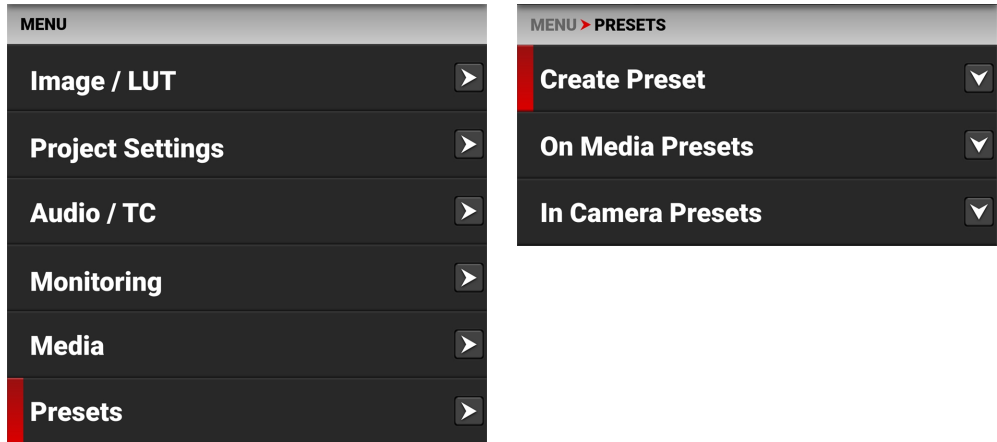 MENU
Image / LUT
Project Settings
Audio / TC
Monitoring
Media
Presets
MENU PRESETS
Create Preset
On Media Presets
In Camera Presets